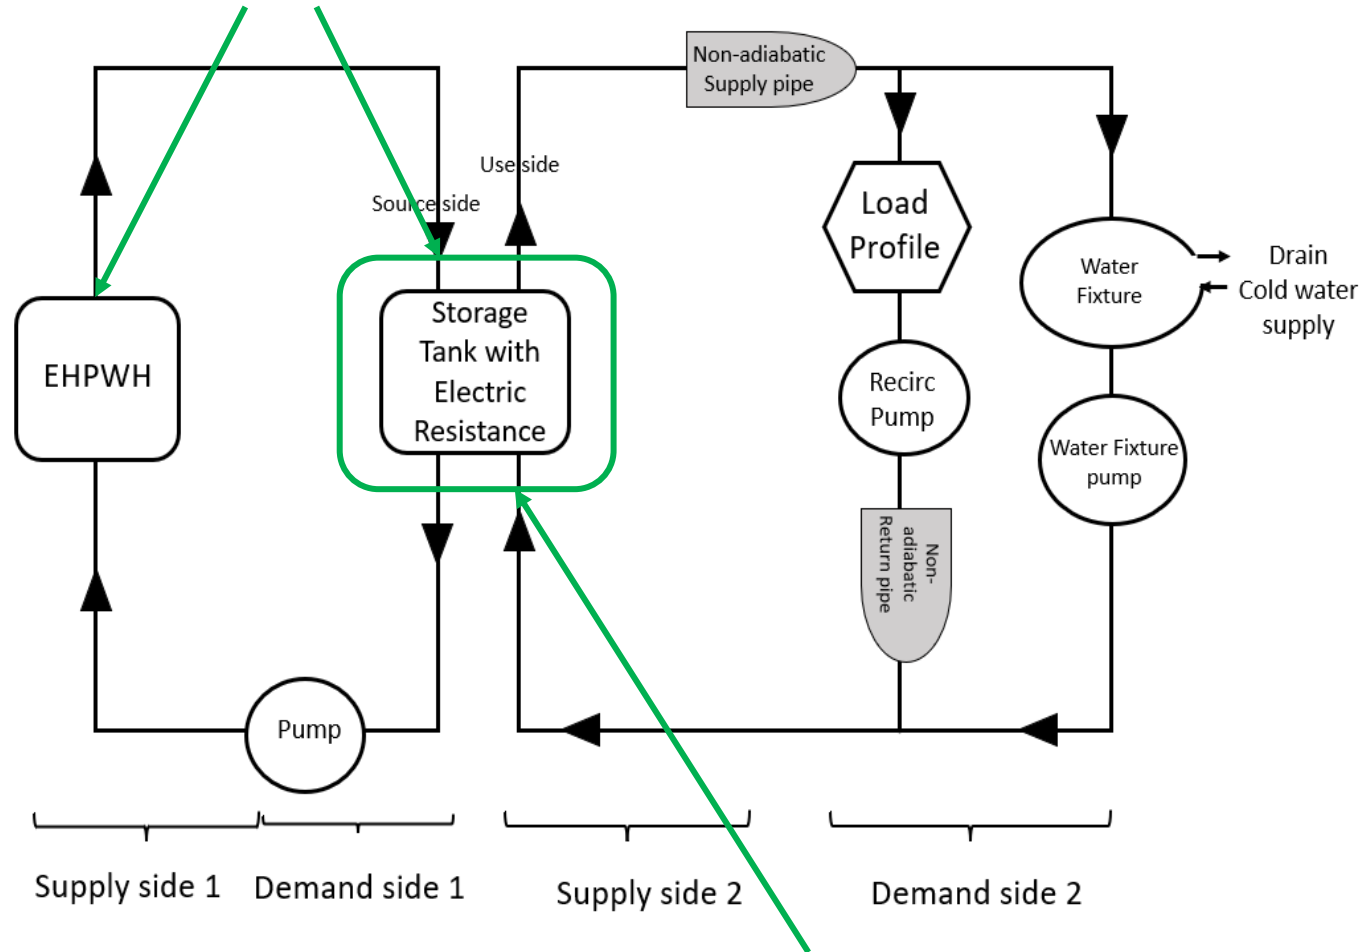 Non-adiabatic
Supply pipe
Use side
Source side
Load
Profile
Water
Fixture
Drain
Cold water
supply
EHPWH
Storage
Tank with
Electric
Resistance
Recirc
Pump
Water Fixture
pump
Non-
adiabatic
Return pipe
Pump
Supply side 1
Demand side 1
Supply side 2
Demand side 2